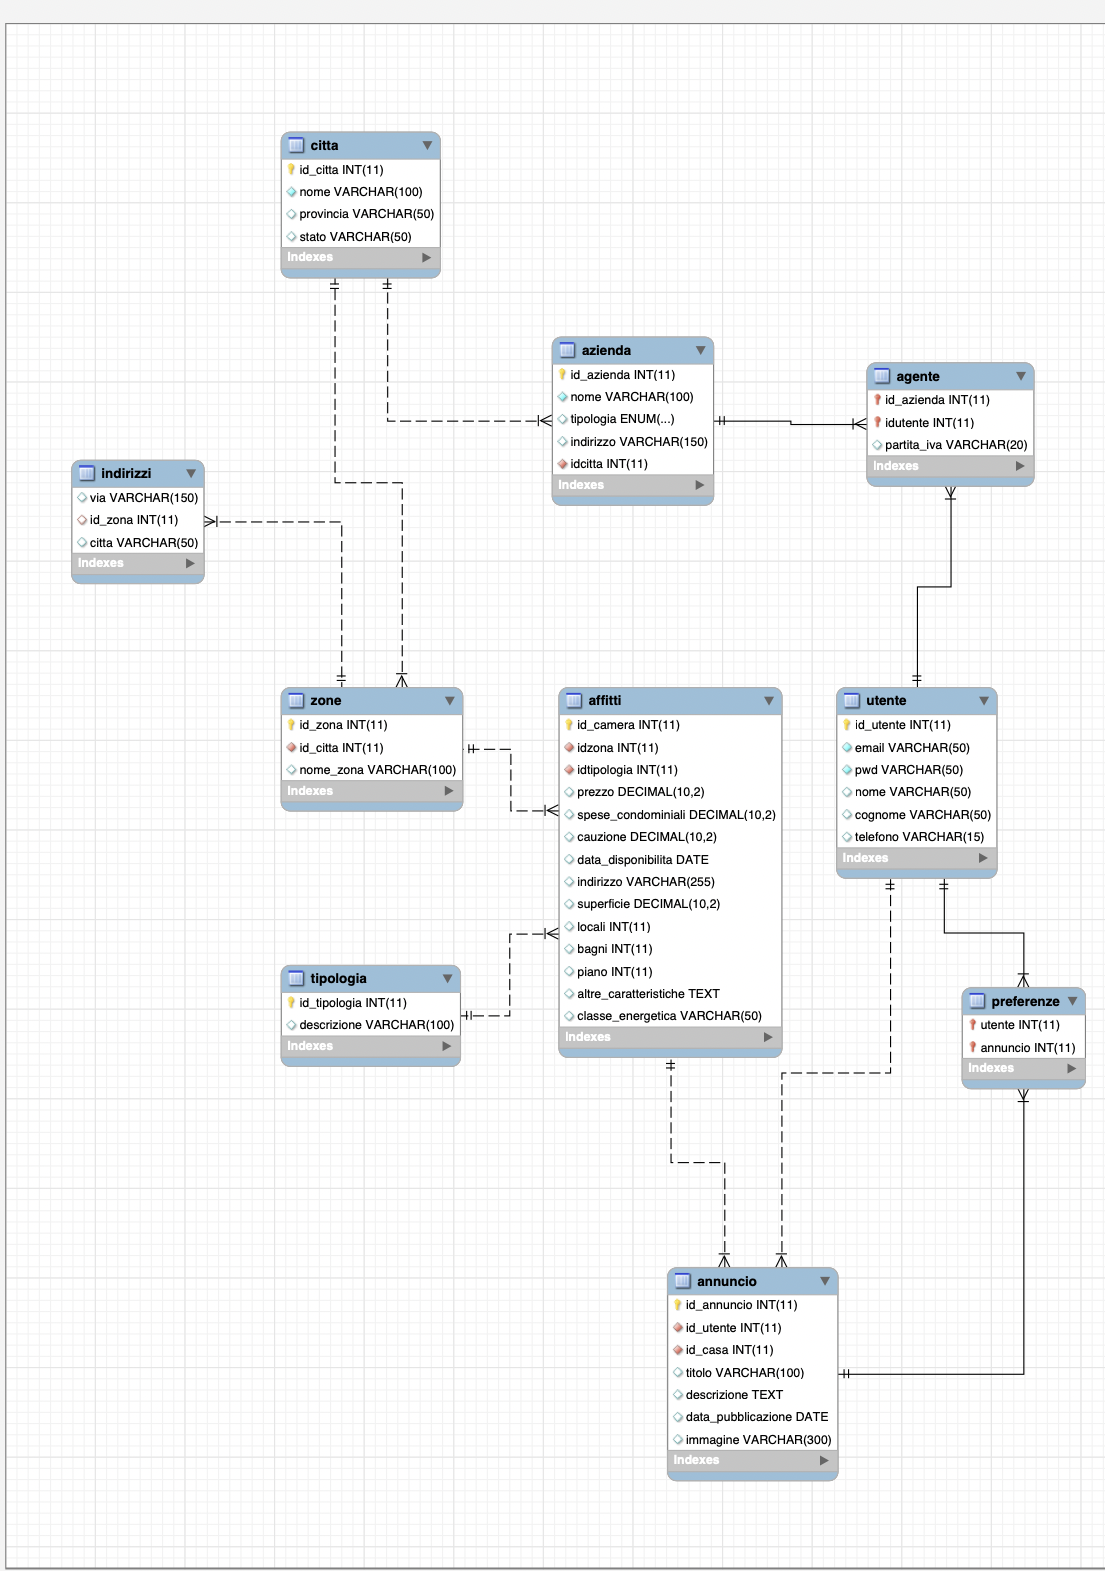 citta
id_citta INT(11)
nome VARCHAR(100)
provincia VARCHAR(50)
stato VARCHAR(50)
Indexes
azienda
id_azienda INT(11)
nome VARCHAR(100)
tipologia ENUM(...)
indirizzo VARCHAR(150)
idcitta INT(11)
Indexes
agente
id_azienda INT(11)
idutente INT(11)
partita_iva VARCHAR(20)
Indexes
indirizzi
via VARCHAR(150)
id_zona INT(11)
citta VARCHAR(50)
Indexes
zone
id_zona INT(11)
id_citta INT(11)
nome_zona VARCHAR(100)
Indexes
affitti
id_camera INT(11)
idzona INT(11)
idtipologia INT(11)
prezzo DECIMAL(10,2)
spese_condominiali DECIMAL(10,2)
cauzione DECIMAL(10,2)
data_disponibilita DATE
indirizzo VARCHAR(255)
superficie DECIMAL(10,2)
locali INT(11)
bagni INT(11)
piano INT(11)
altre_caratteristiche TEXT
classe_energetica VARCHAR(50)
Indexes
utente
id_utente INT(11)
email VARCHAR(50)
pwd VARCHAR(50)
nome VARCHAR(50)
cognome VARCHAR(50)
telefono VARCHAR(15)
Indexes
tipologia
id_tipologia INT(11)
descrizione VARCHAR(100)
Indexes
preferenze
utente INT(11)
annuncio INT(11)
Indexes
annuncio
id_annuncio INT(11)
id_utente INT(11)
id_casa INT(11)
titolo VARCHAR(100)
descrizione TEXT
data_pubblicazione DATE
immagine VARCHAR(300)
Indexes